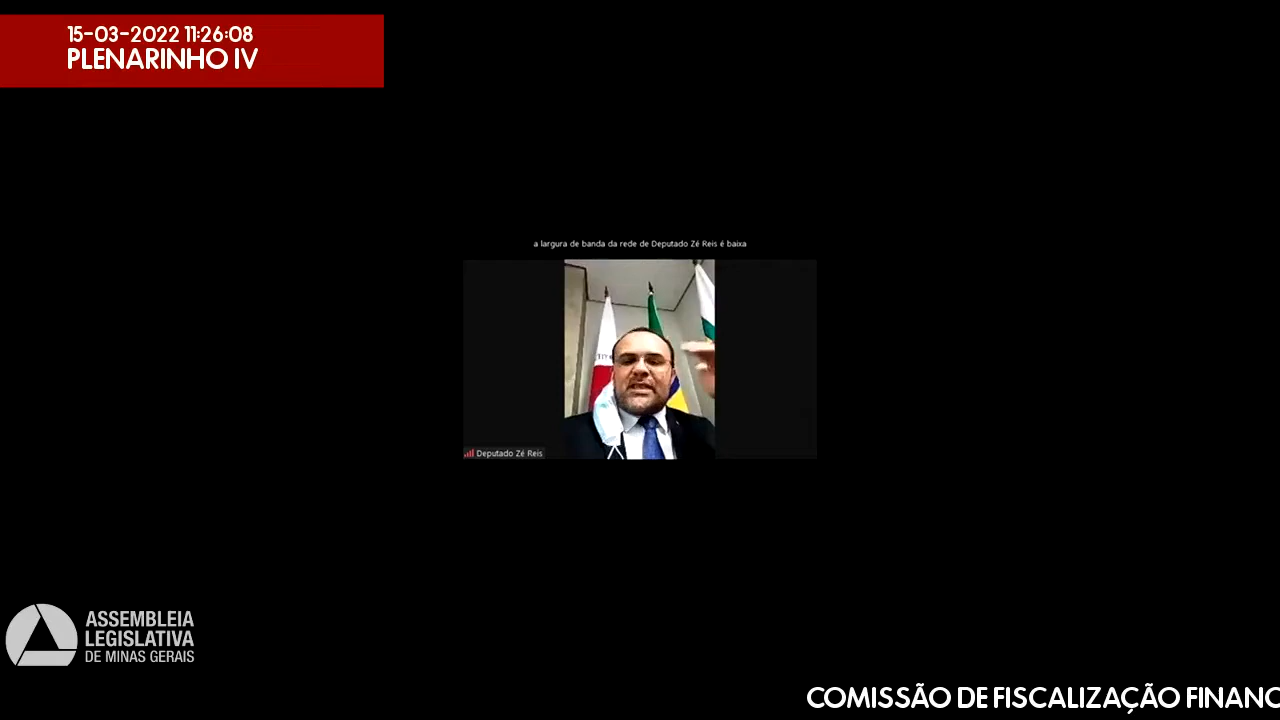 15-03-2022 11:26:08
PLENARINHO IV
a largura de banda da rede de Deputado Zé Reis é baixa
Deputado Zé Reis
ASSEMBLEIA
LEGISLATIVA
DE MINAS GERAIS
COMISSÃO DE FISCALIZAÇÃO FINANC